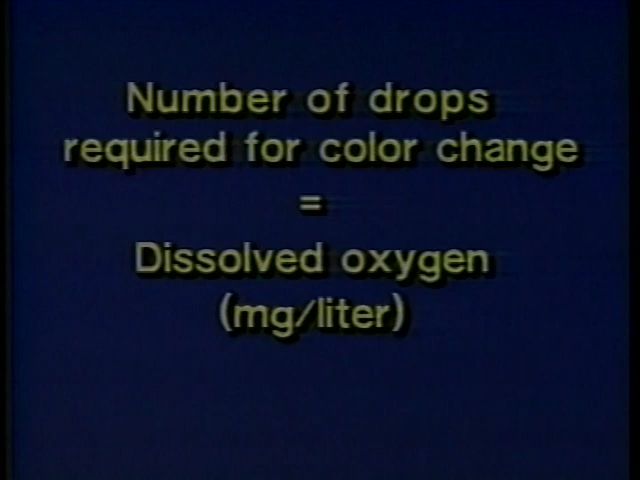 Number of drops
required for color change
=
Dissolved oxygen
(mg/liter)